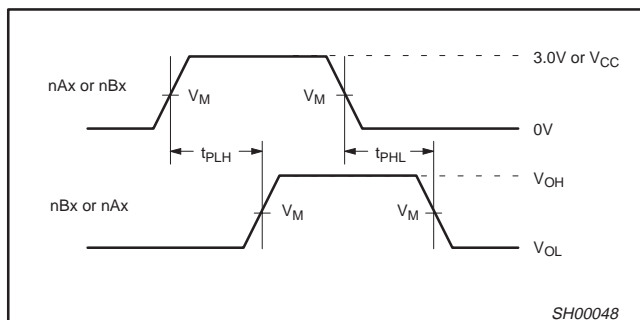 3.0V or VCC
nAx or nBx
VM
VM
0V
tPLH
tPHL
VOH
nBx or nAx
VM
VM
VOL
SH00048